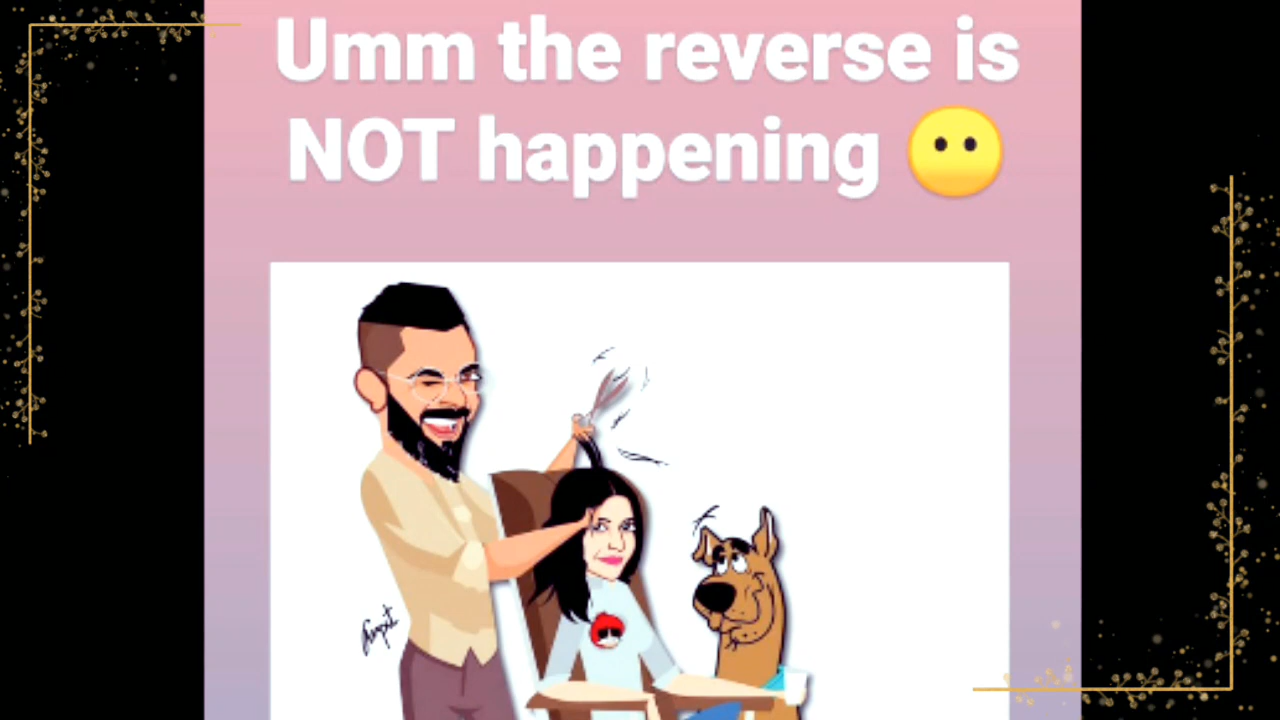 Umm the reverse is
NOT happening 😶